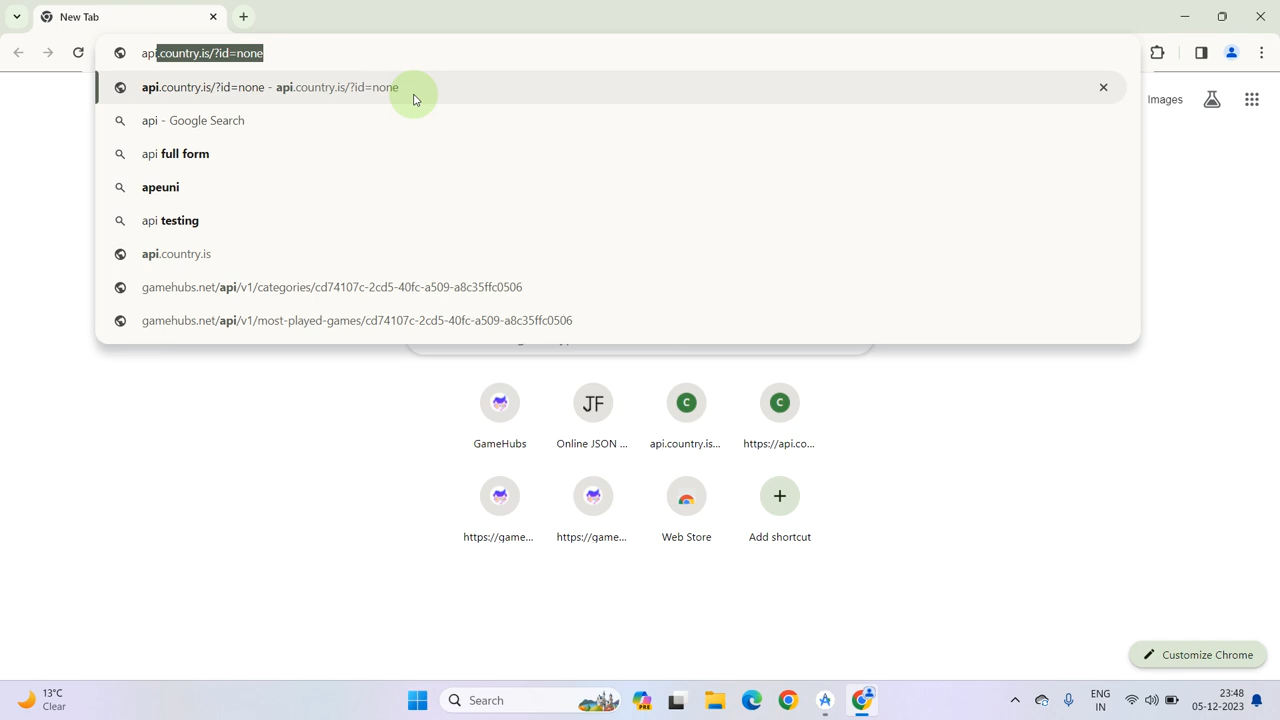 New Tab
api.country.is/?id=none
api.country.is/?id=none - api.country.is/?id=none
Images
api - Google Search
api full form
apeuni
api testing
api.country.is
gamehubs.net/api/v1/categories/cd74107c-2cd5-40fc-a509-a8c35ffc0506
gamehubs.net/api/v1/most-played-games/cd74107c-2cd5-40fc-a509-a8c35ffc0506
JF
C
C
GameHubs
Online JSON ...
api.country.is...
https://api.co...
https://game...
https://game...
Web Store
Add shortcut
Customize Chrome
13°C
Clear
Search
PRE
ENG
IN
23:48
05-12-2023